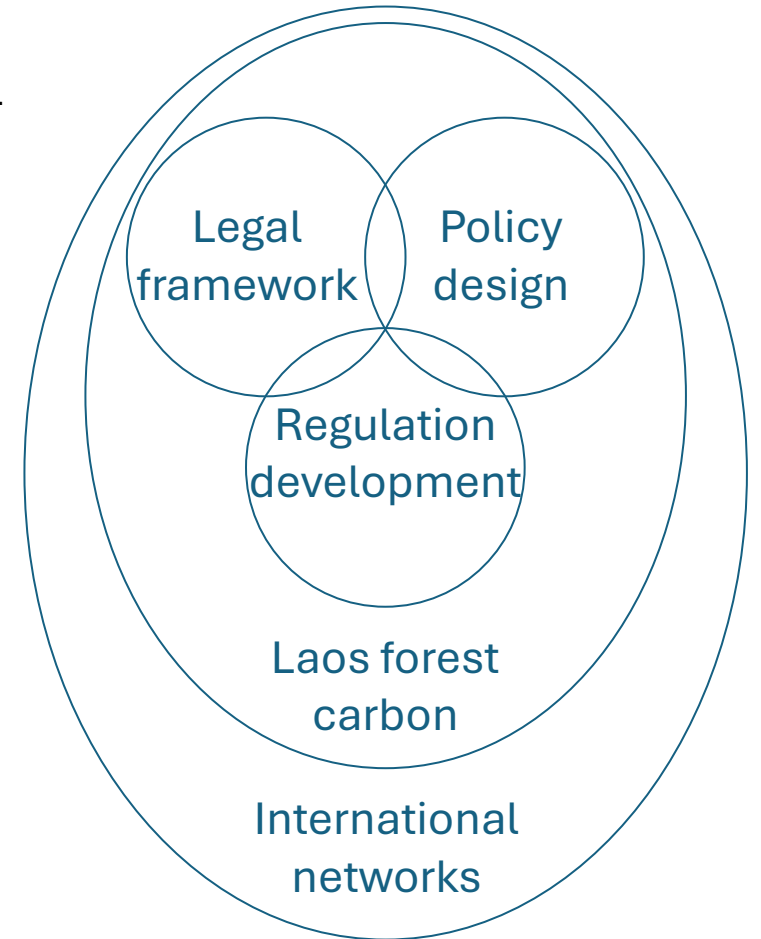 Legal
framework
Policy
design
Regulation
development
Laos forest
carbon
International
networks